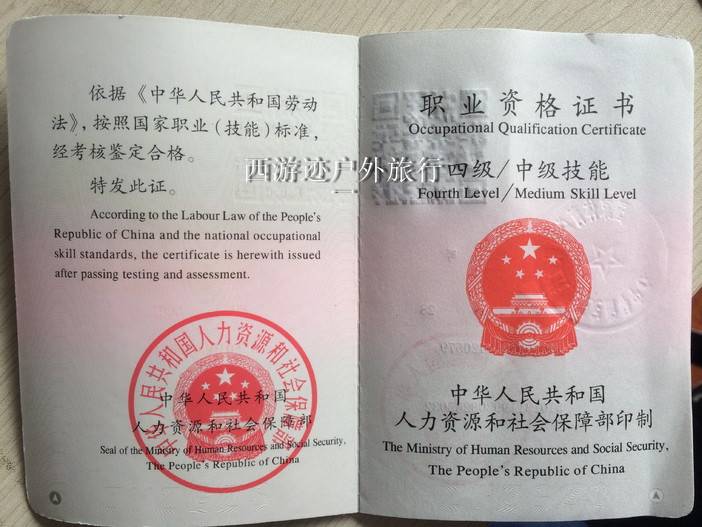 依据《中华人民共和国劳动
法》，按照国家职业（技能）标准，
经考核鉴定合格。
特发此证。
According to the Labour Law of the People's
Republic of China and the national occupational
skill standards, the certificate is herewith issued
after passing testing and assessment.
中华人民共和国人力资源和社会保障部
中华人民共和国
人力资源和社会保障部
Seal of the Ministry of Human Resources and Social Security,
The People's Republic of China
西游迹户外旅行
职业资格证书
Occupational Qualification Certificate
四级/中级技能
Fourth Level/Medium Skill Level
中华人民共和国
人力资源和社会保障部印制
The Ministry of Human Resources and Social Security,
The People's Republic of China